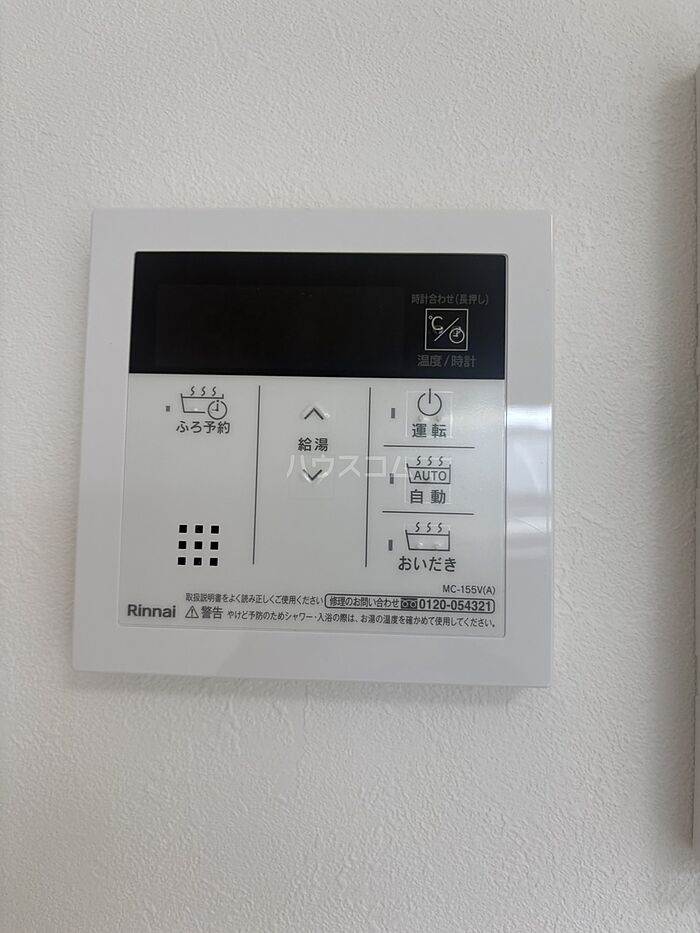 時計合わせ(長押し)
℃/
温度/時計
ふろ予約
給湯
運転
AUTO
自動
おいだき
ハウスコム
MC-155V(A)
取扱説明書をよく読み正しくご使用ください 修理のお問い合わせ 0120-054321
Rinnai ⚠警告 やけど予防のためシャワー・入浴の際は、お湯の温度を確かめて使用してください。